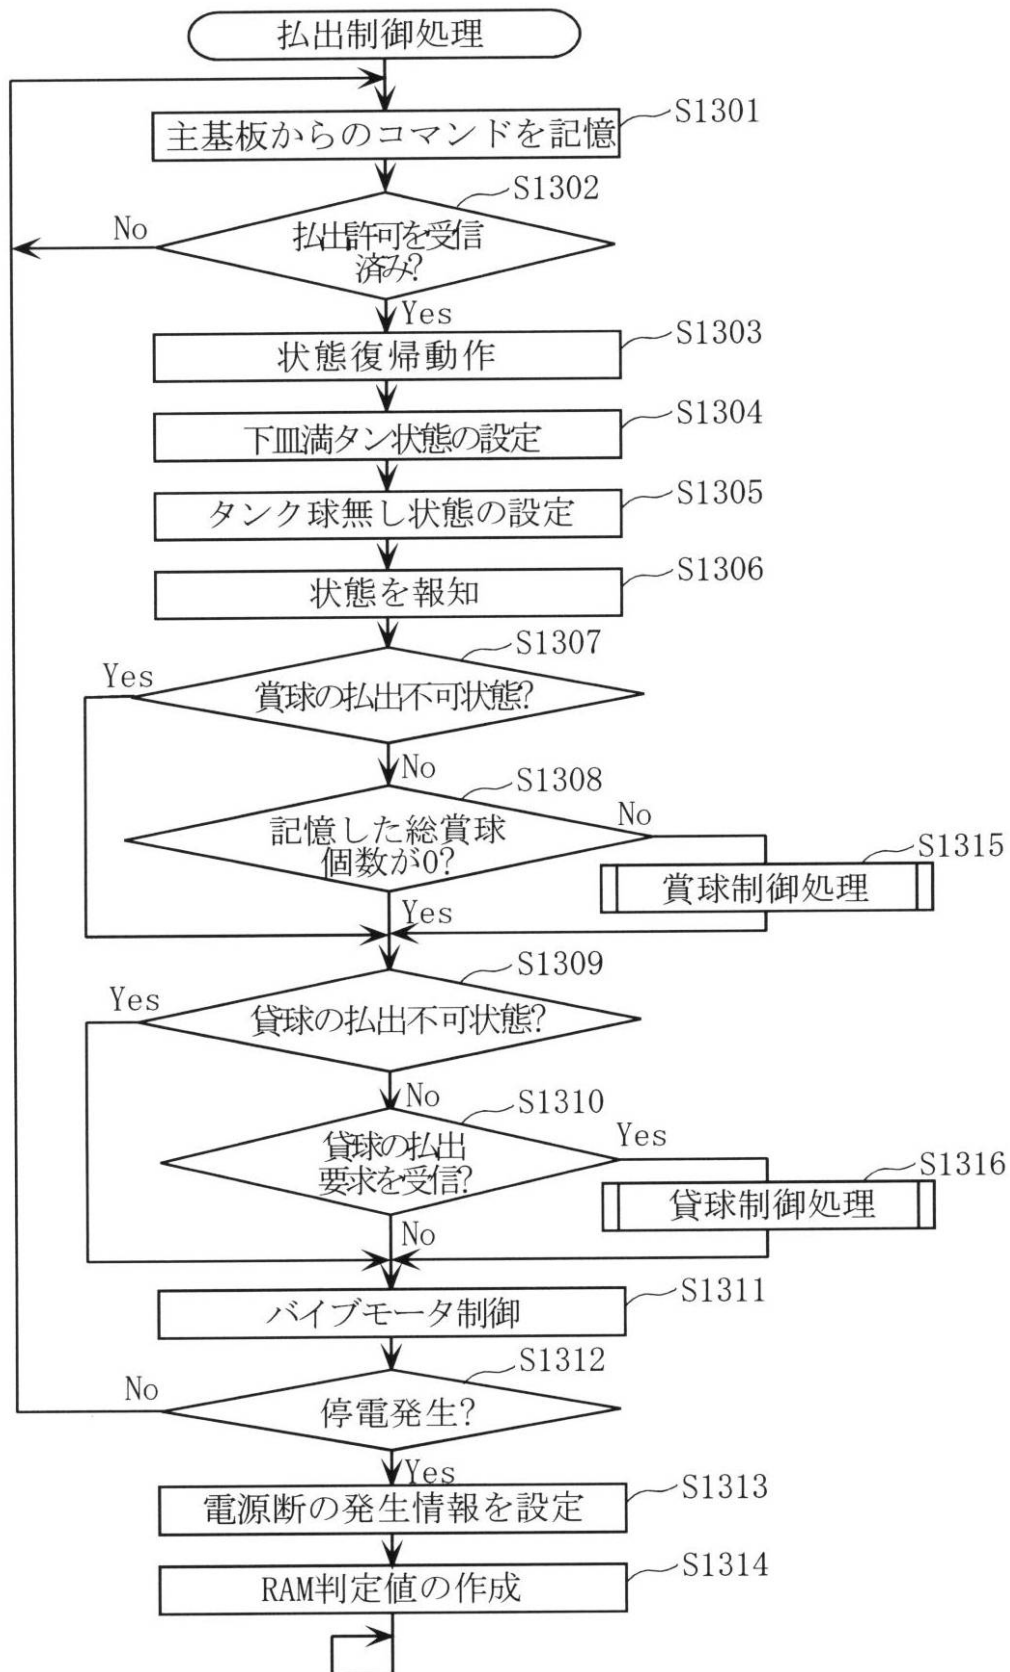 払出制御処理
主基板からのコマンドを記憶
S1301
S1302
No
払出許可を受信
済み?
Yes
状態復帰動作
S1303
下皿満タン状態の設定
S1304
タンク球無し状態の設定
S1305
状態を報知
S1306
S1307
Yes
賞球の払出不可状態?
No
S1308
記憶した総賞球
個数が0?
No
S1315
賞球制御処理
Yes
S1309
Yes
貸球の払出不可状態?
No
S1310
貸球の払出
要求を受信?
Yes
S1316
貸球制御処理
No
バイブモータ制御
S1311
S1312
No
停電発生?
Yes
電源断の発生情報を設定
S1313
RAM判定値の作成
S1314